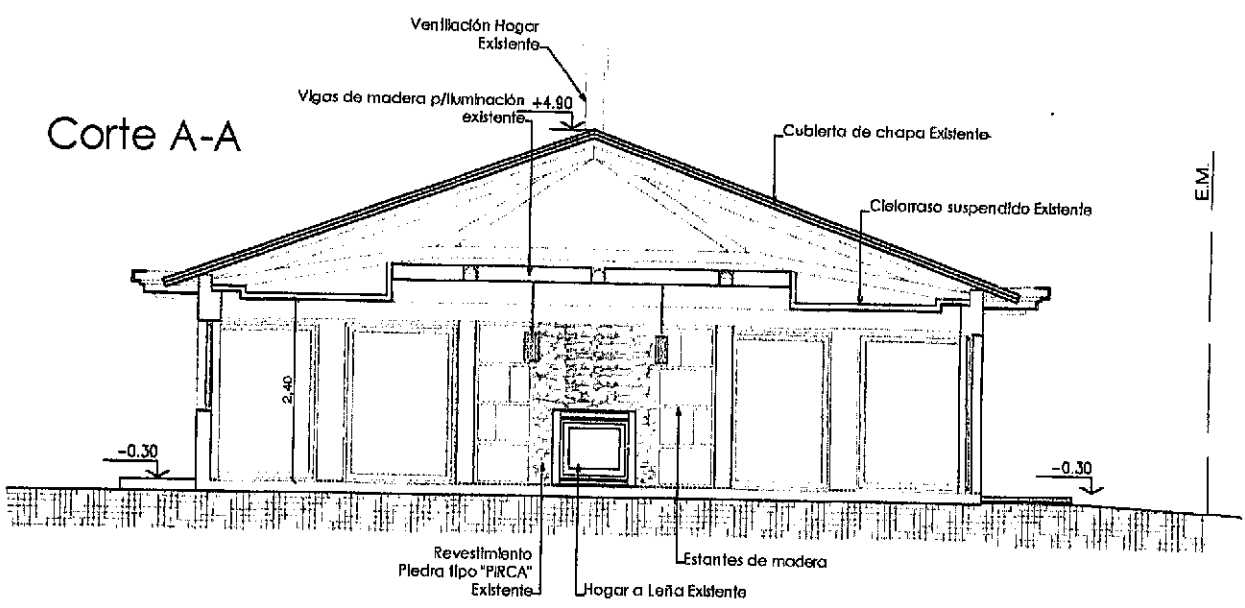 Ventilación Hogar
Existente
Vigas de madera p/iluminación
existente
+4.90
Corte A-A
Cubierta de chapa Existente
E.M.
Cielorraso suspendido Existente
2,40
-0.30
-0.30
Revestimiento
Piedra tipo "PIRCA"
Existente
Estantes de madera
Hogar a Leña Existente